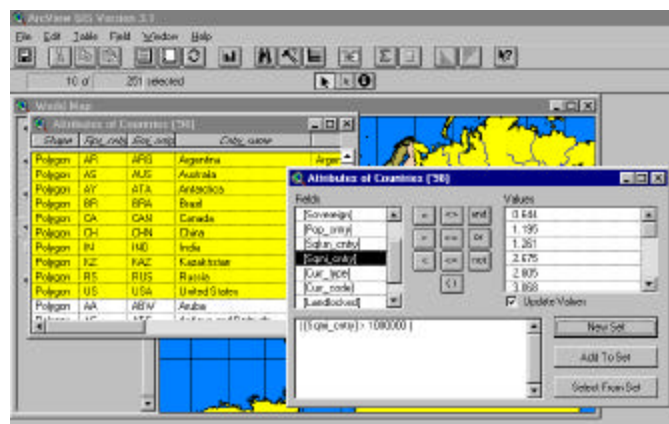 ArcView GIS Version 3.1
File Edit Table Field Window Help
10 of 251 selected
World Map
Attributes of Countries ('98)
Shape Cntry_name
Polygon AR ARG Argentina
Polygon AS AUS Australia
Polygon AY ATA Antarctica
Polygon BR BRA Brazil
Polygon CA CAN Canada
Polygon CH CHN China
Polygon IN IND India
Polygon KZ KAZ Kazakhstan
Polygon RS RUS Russia
Polygon US USA United States
Polygon AA ABW Aruba
Attributes of Countries ('98)
Fields
[Sovereign]
[Pop_cntry]
[Sqkm_cntry]
[Sqmi_cntry]
[Curr_type]
[Curr_code]
[Landlocked]
= <> and
> >= or
< <= not
( )
Values
0.644
1.195
1.261
2.675
2.805
3.068
Update Values
([Sqmi_cntry] > 1000000 )
New Set
Add To Set
Select From Set